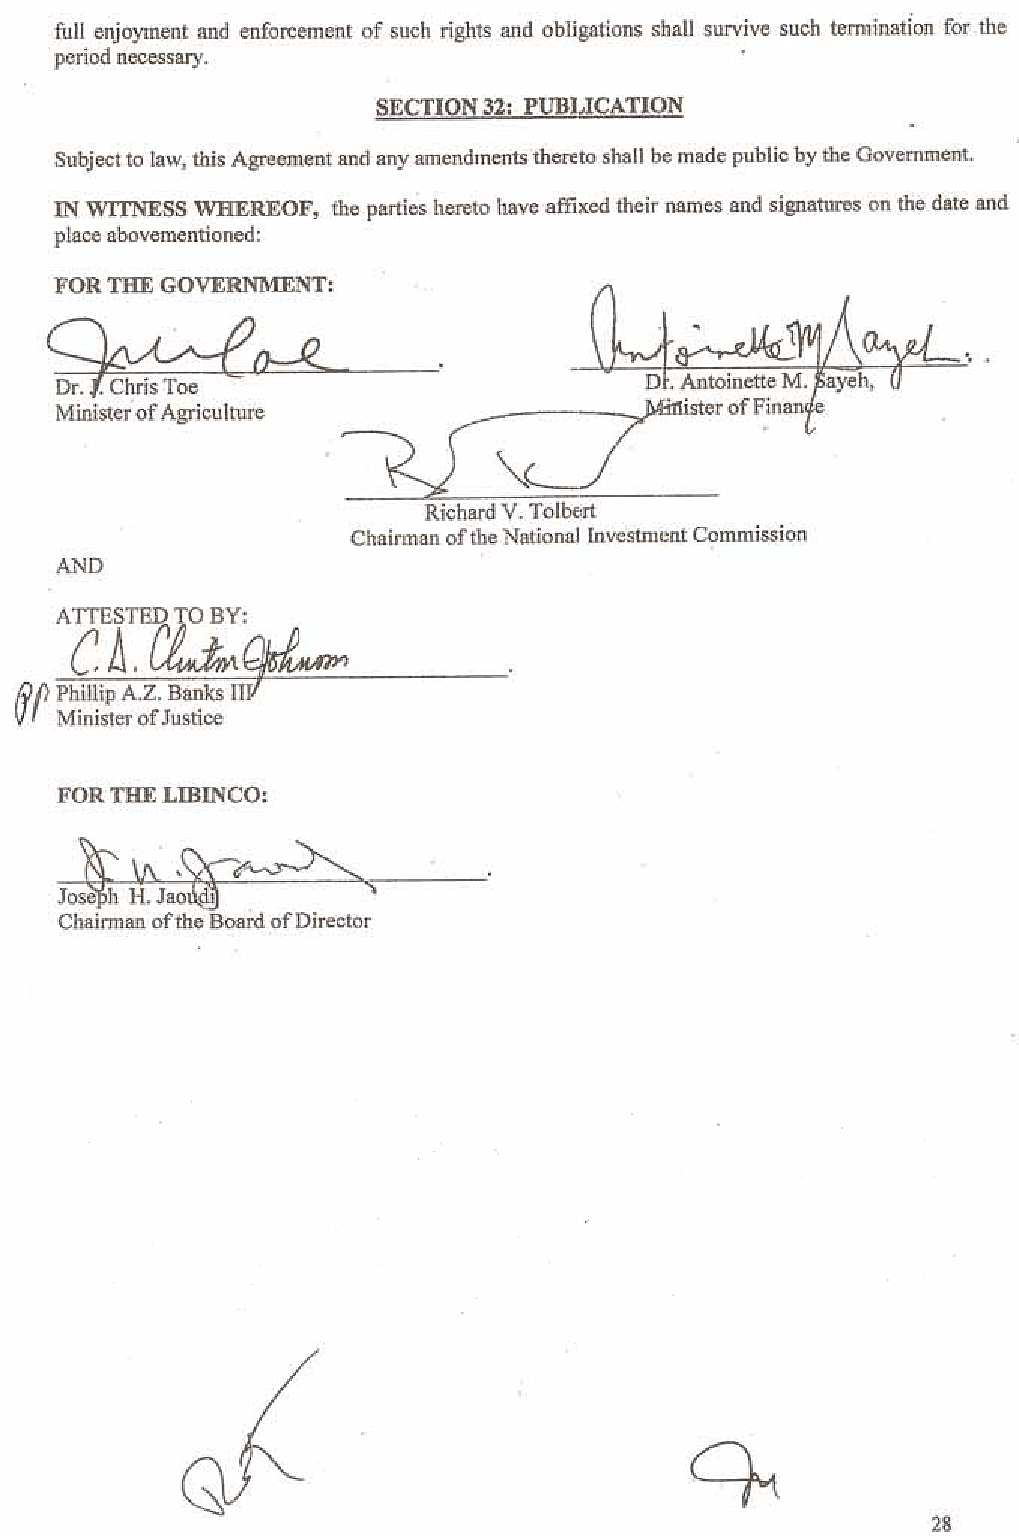 full enjoyment and enforcement of such rights and obligations shall survive such termination for the
period necessary.
SECTION 32: PUBLICATION
Subject to law, this Agreement and any amendments thereto shall be made public by the Government.
IN WITNESS WHEREOF, the parties hereto have affixed their names and signatures on the date and
place abovementioned:
FOR THE GOVERNMENT:
Antoinette M Sayeh
Dr. J. Chris Toe
Dr. Antoinette M. Sayeh,
Minister of Agriculture
Minister of Finance
Richard V. Tolbert
Chairman of the National Investment Commission
AND
ATTESTED TO BY:
C. A. Clinton Johnson
PP Phillip A.Z. Banks III
Minister of Justice
FOR THE LIBINCO:
Joseph H. Jaoudi
Chairman of the Board of Director
28